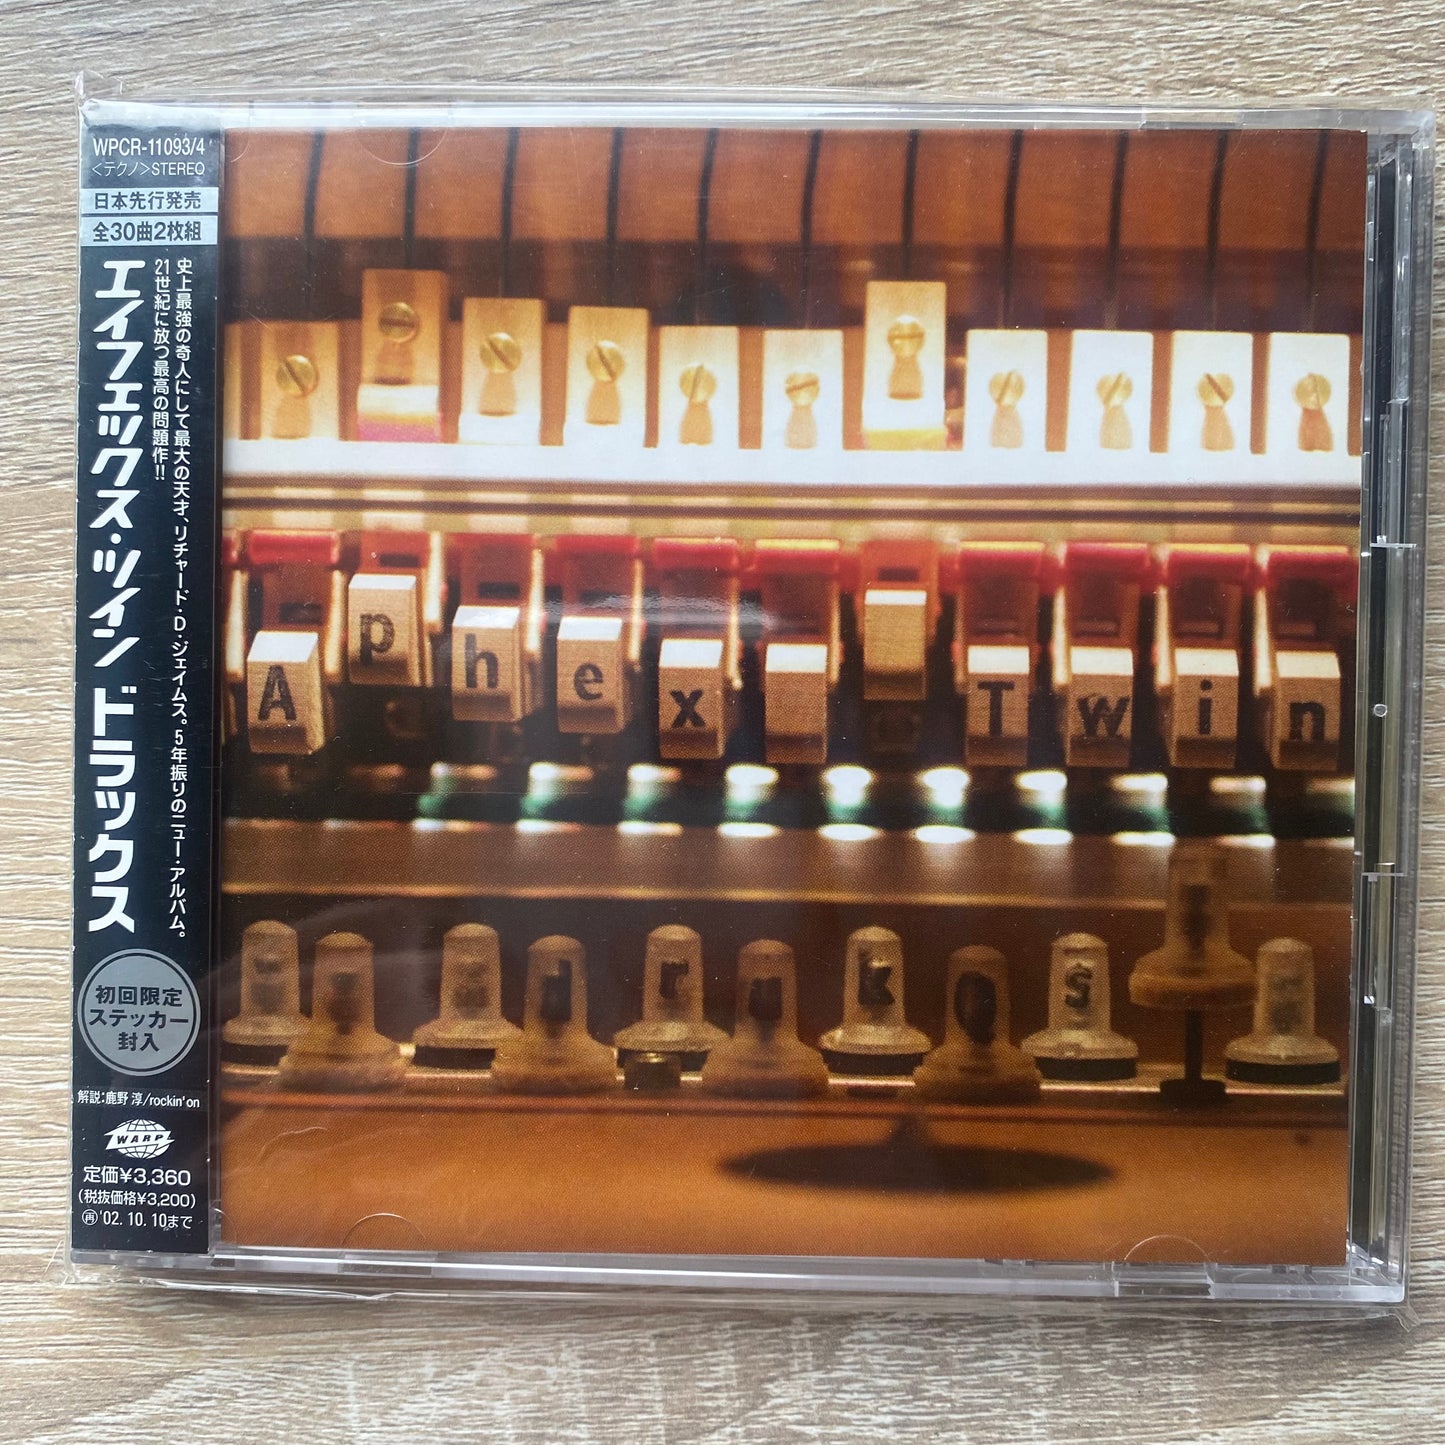 WPCR-11093/4
<テクノ>STEREO
日本先行発売
全30曲2枚組
史上最強の奇人にして最大の天才、リチャード・D・ジェイムス。5年振りのニュー・アルバム。
21世紀に放つ最高の問題作!!
エイフェックス・ツイン ドラックス
初回限定
ステッカー
封入
解説:鹿野 淳/rockin'on
WARP
定価¥3,360
(税抜価格¥3,200)
再'02.10.10まで
Aphex Twin
drukqs